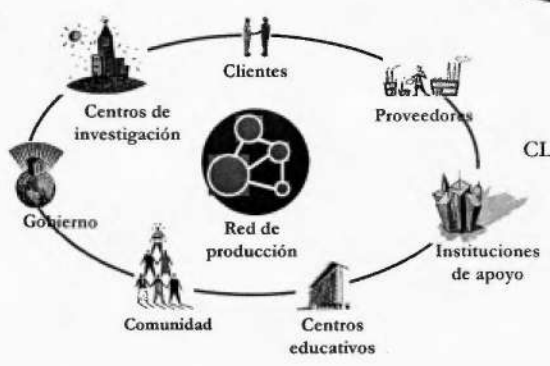 Clientes
Proveedores
CL
Centros de
investigación
Gobierno
Red de
producción
Instituciones
de apoyo
Comunidad
Centros
educativos